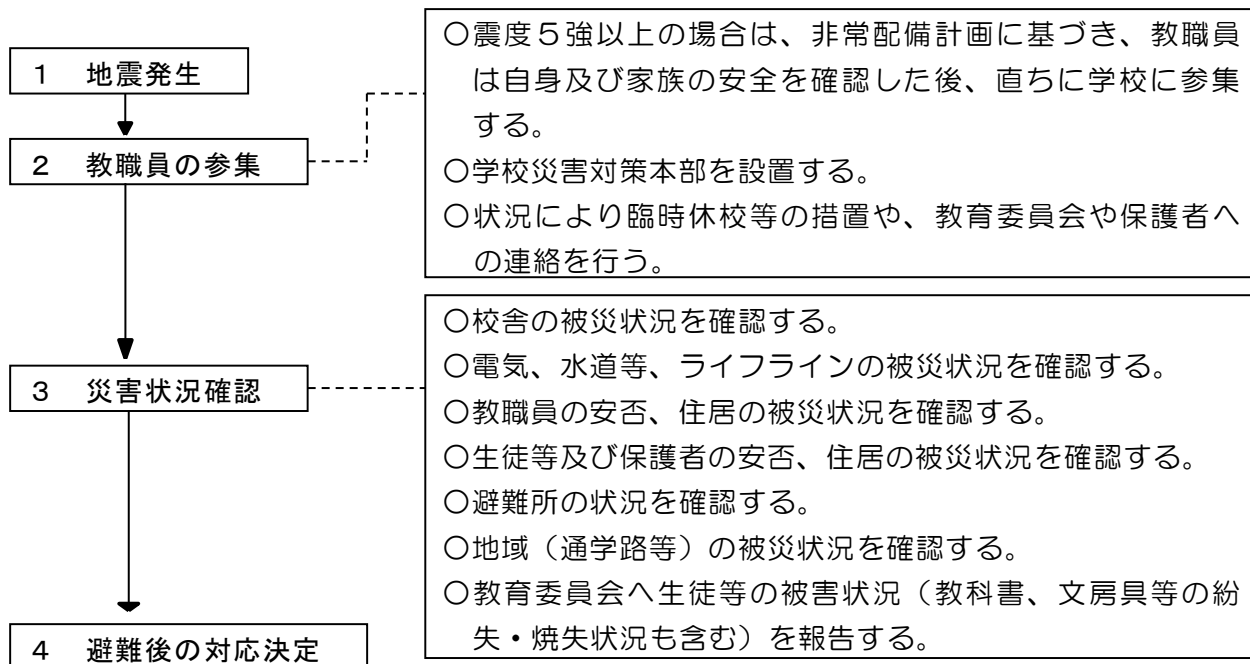 1　地震発生
2　教職員の参集
〇震度５強以上の場合は、非常配備計画に基づき、教職員
は自身及び家族の安全を確認した後、直ちに学校に参集
する。
〇学校災害対策本部を設置する。
〇状況により臨時休校等の措置や、教育委員会や保護者へ
の連絡を行う。
3　災害状況確認
〇校舎の被災状況を確認する。
〇電気、水道等、ライフラインの被災状況を確認する。
〇教職員の安否、住居の被災状況を確認する。
〇生徒等及び保護者の安否、住居の被災状況を確認する。
〇避難所の状況を確認する。
〇地域（通学路等）の被災状況を確認する。
〇教育委員会へ生徒等の被害状況（教科書、文房具等の紛
失・焼失状況も含む）を報告する。
4　避難後の対応決定